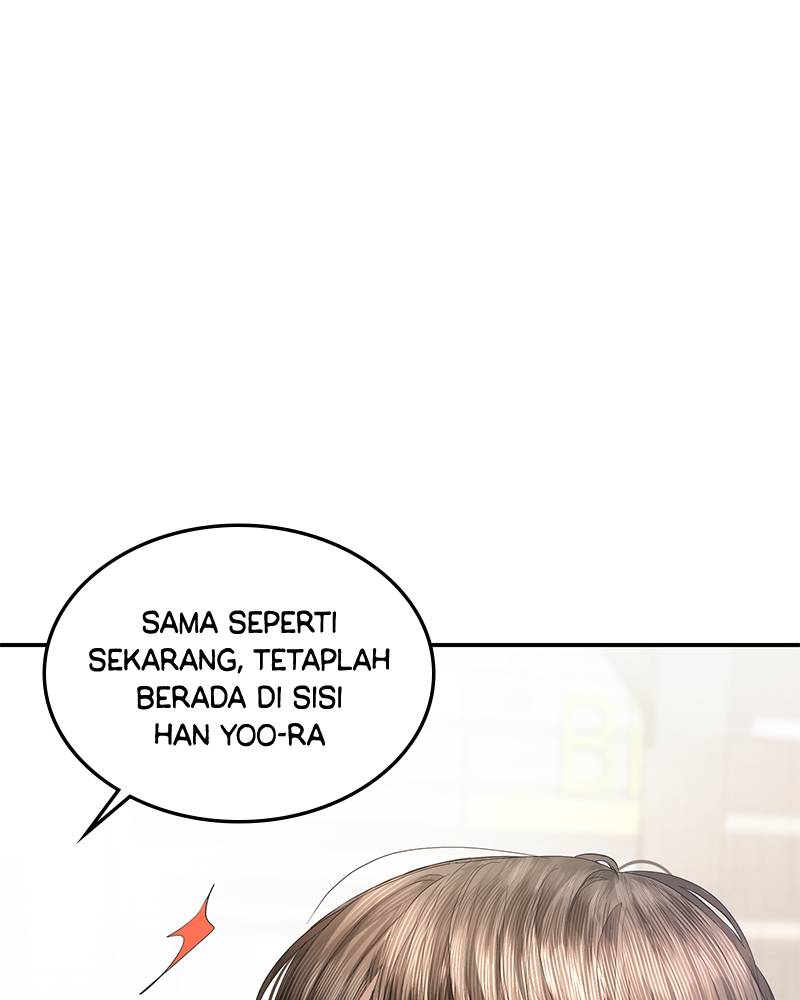 SAMA SEPERTI
SEKARANG, TETAPLAH
BERADA DI SISI
HAN YOO-RA